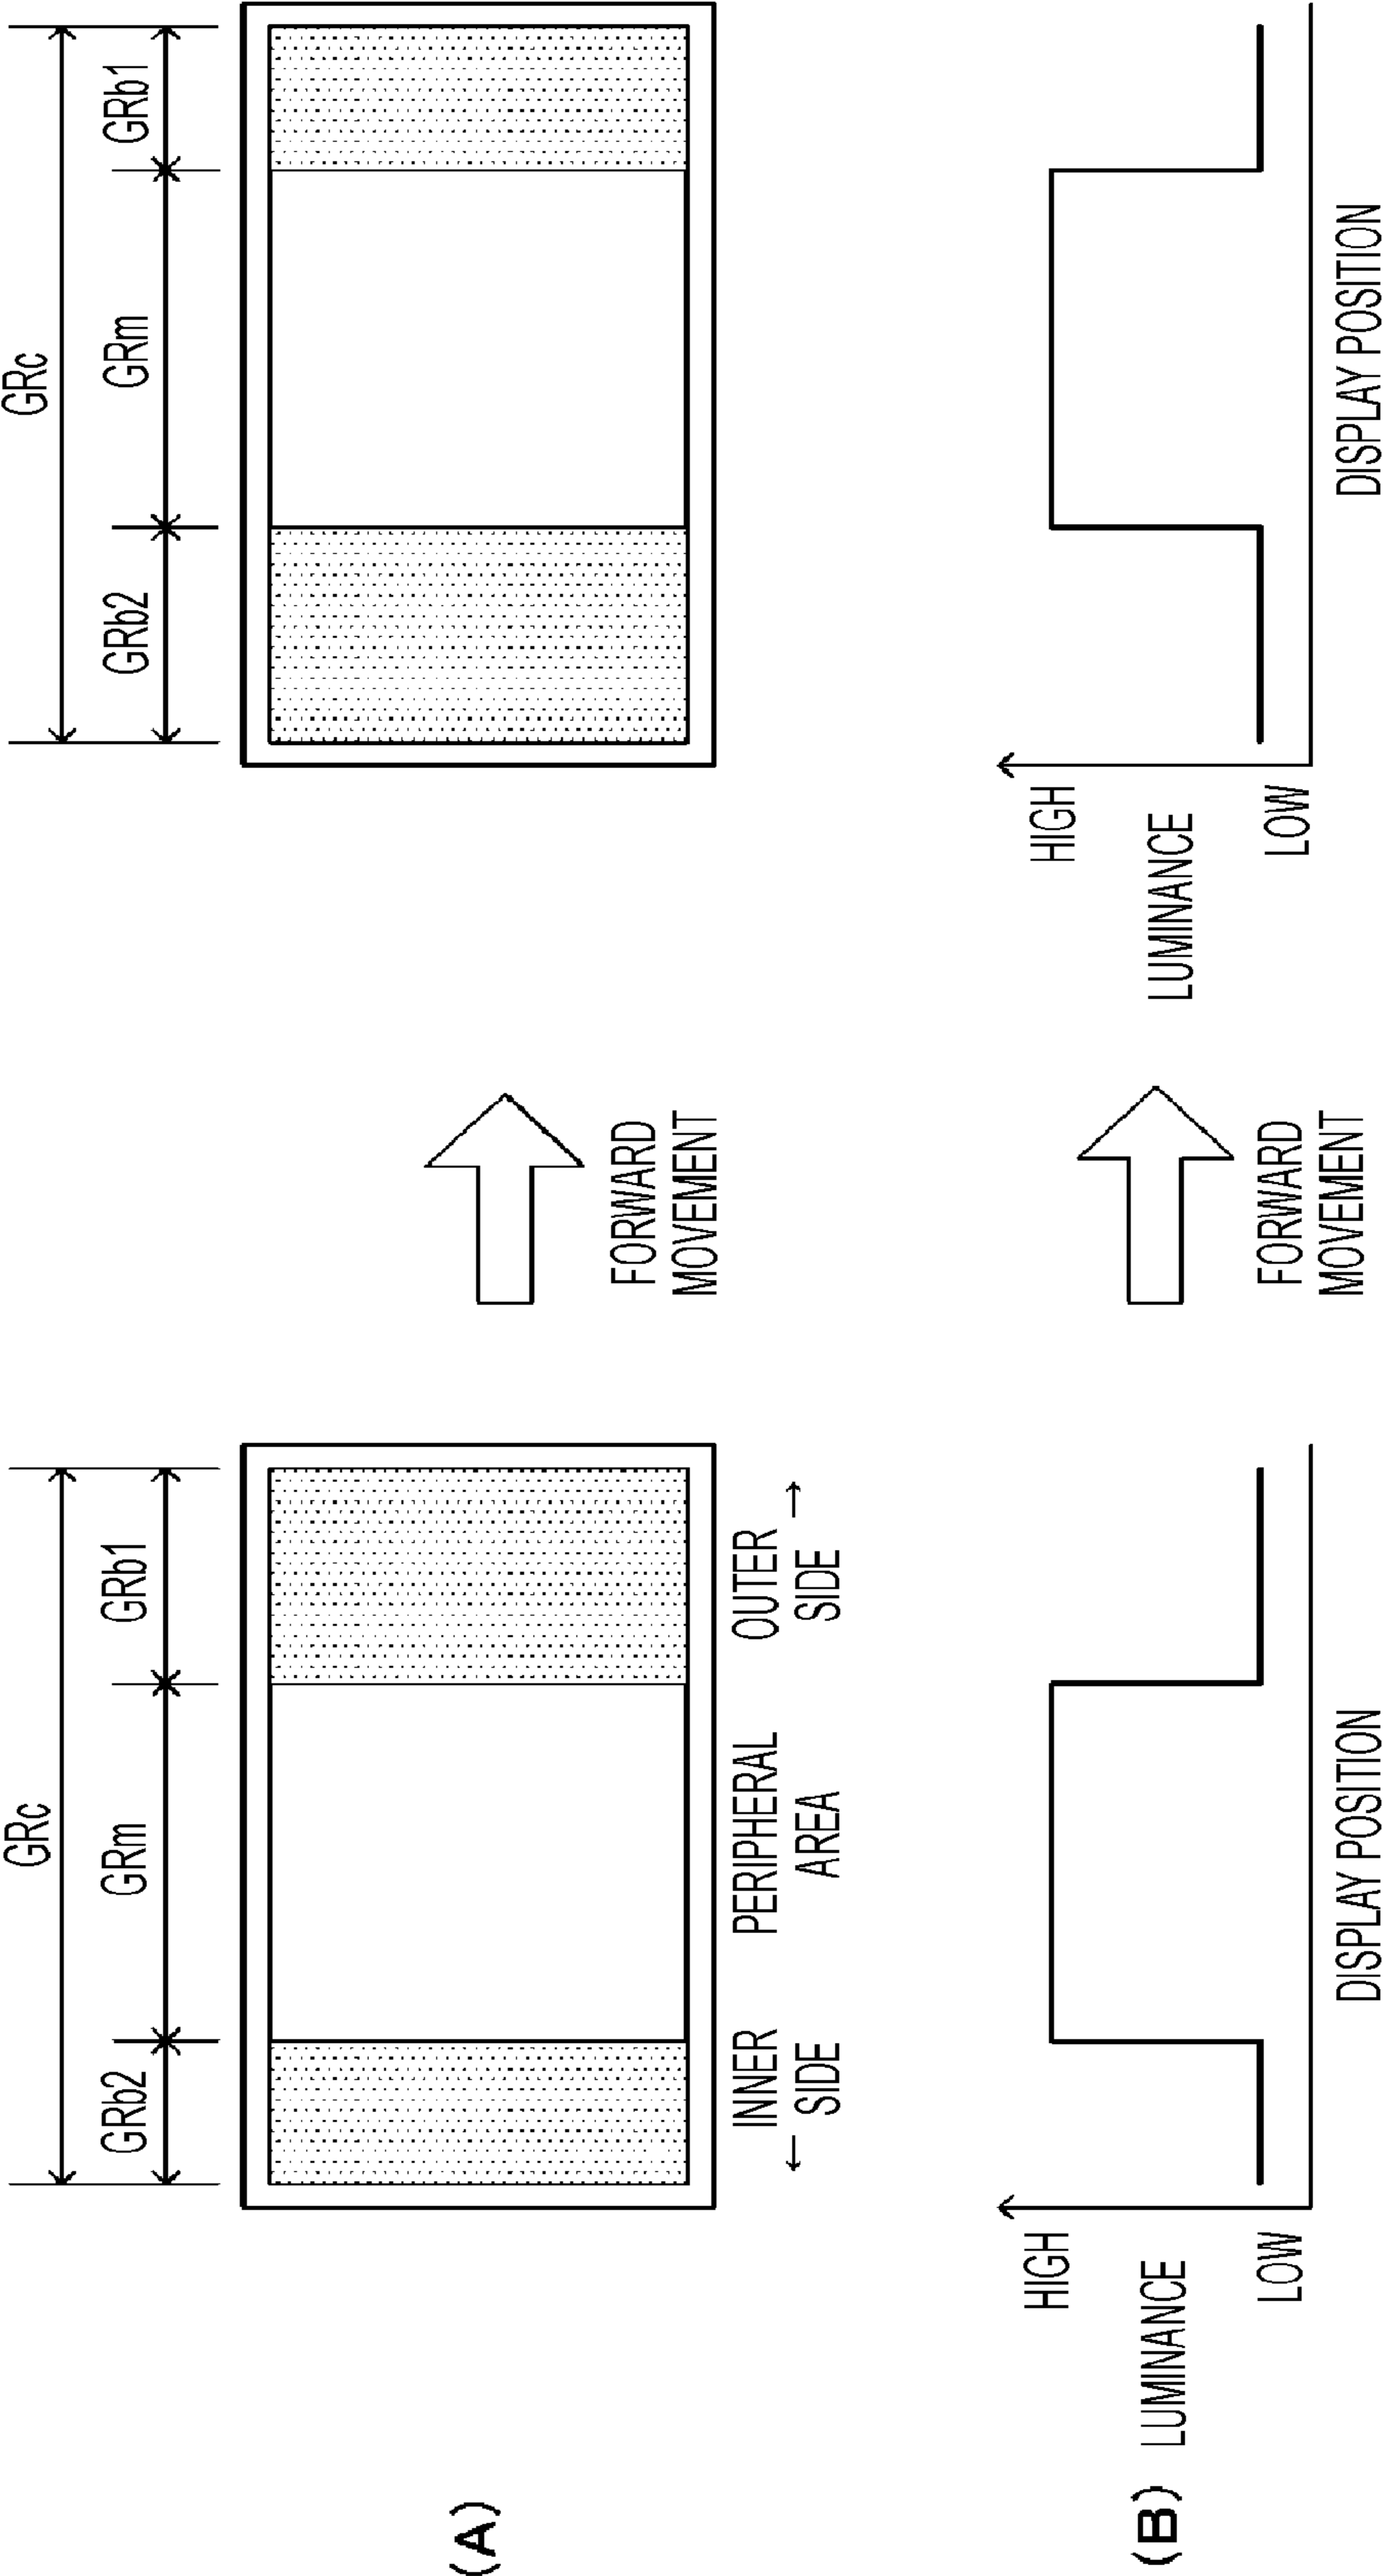 (A)
GRc
GRb2 GRm GRb1
INNER PERIPHERAL OUTER
← SIDE AREA SIDE →
FORWARD
MOVEMENT
GRc
GRb2 GRm GRb1
(B)
HIGH
LUMINANCE
LOW
DISPLAY POSITION
FORWARD
MOVEMENT
HIGH
LUMINANCE
LOW
DISPLAY POSITION